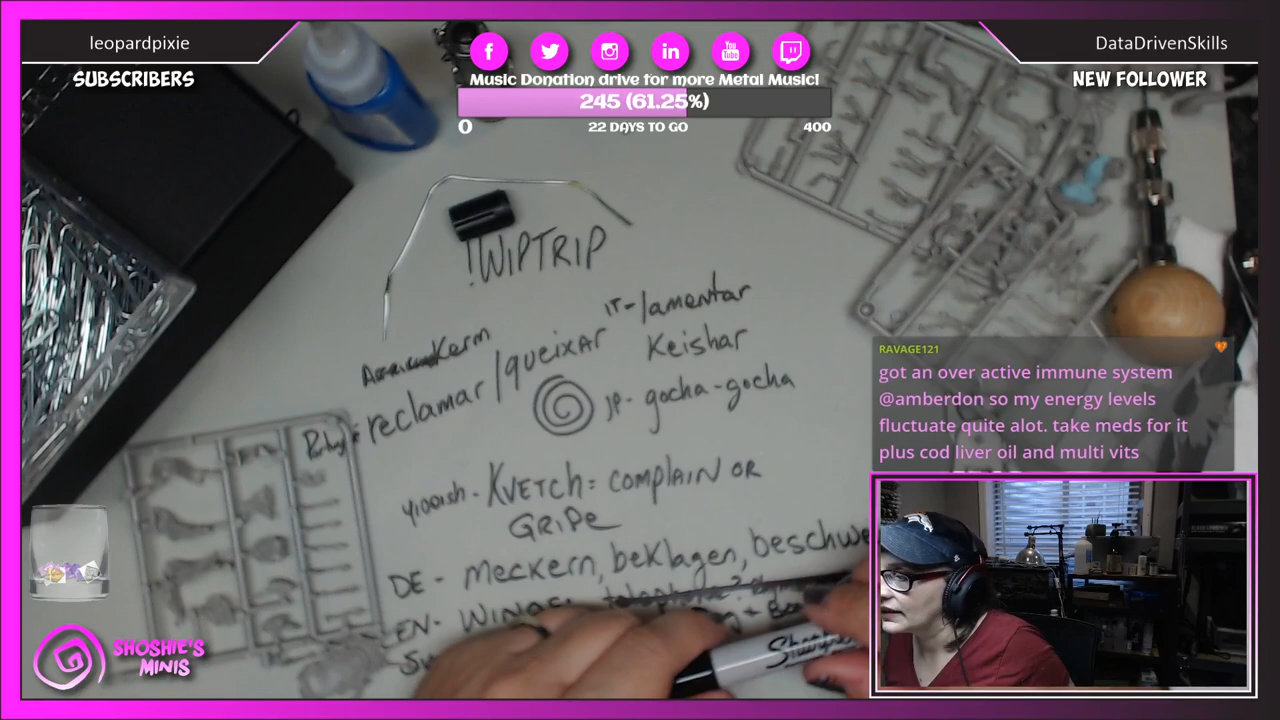 leopardpixie
SUBSCRIBERS
DataDrivenSkills
NEW FOLLOWER
Music Donation drive for more Metal Music!
245 (61.25%)
0
22 DAYS TO GO
400
!WIPTRIP
IT-lamentar
Kerm
Keishar
reclamar/queixar
JP- gocha-gocha
Yiddish - KVETCH = COMPLAIN OR
GRIPE
DE - meckern, beklagen, beschwe
EN-
Sharpie
RAVAGE121
got an over active immune system
@amberdon so my energy levels
fluctuate quite alot. take meds for it
plus cod liver oil and multi vits
SHOSHIE'S
MINIS